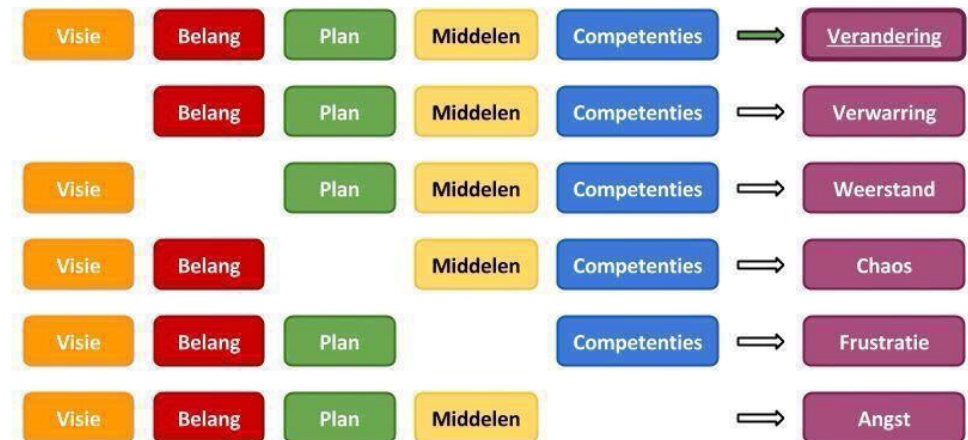 Visie Belang Plan Middelen Competenties Verandering
Belang Plan Middelen Competenties Verwarring
Visie Plan Middelen Competenties Weerstand
Visie Belang Middelen Competenties Chaos
Visie Belang Plan Competenties Frustratie
Visie Belang Plan Middelen Angst